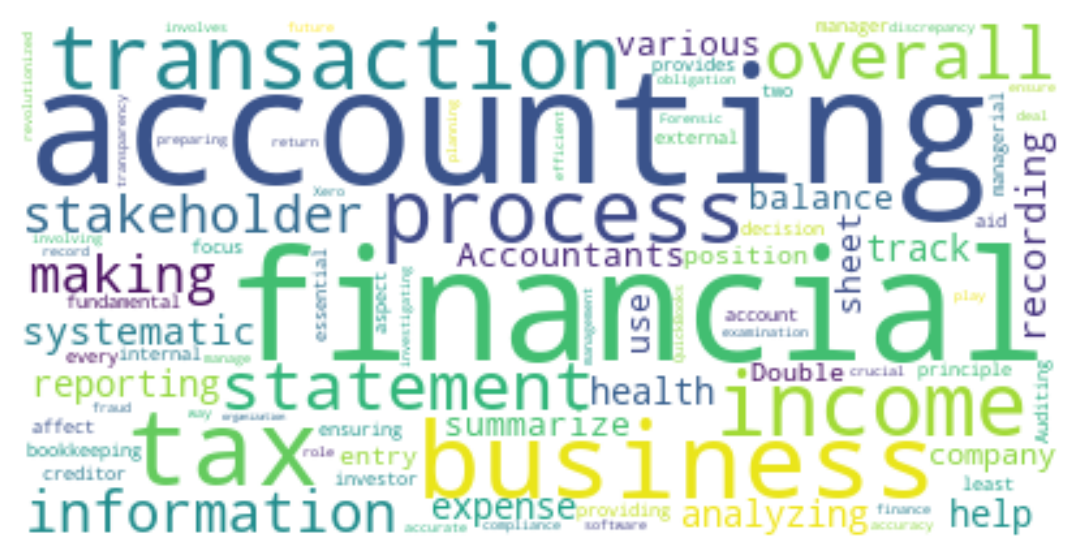 involves
future
manager
discrepancy
transaction
various
overall
revolutionized
provides
obligation
two
ensure
accounting
transparency
preparing
return
planning
efficient
Forensic
external
deal
managerial
recording
Xero
stakeholder
process
balance
aid
involving
record
focus
decision
sheet
track
making
Accountants
position
fundamental
financial
essential
aspect
investigating
management
use
QuickBooks
account
examination
play
systematic
every
internal
manage
reporting
statement
health
Double
crucial
principle
income
Auditing
fraud
way
organization
affect
tax
ensuring
summarize
business
bookkeeping
role
entry
company
creditor
investor
least
information
expense
providing
analyzing
finance
help
accurate
compliance
software
accuracy